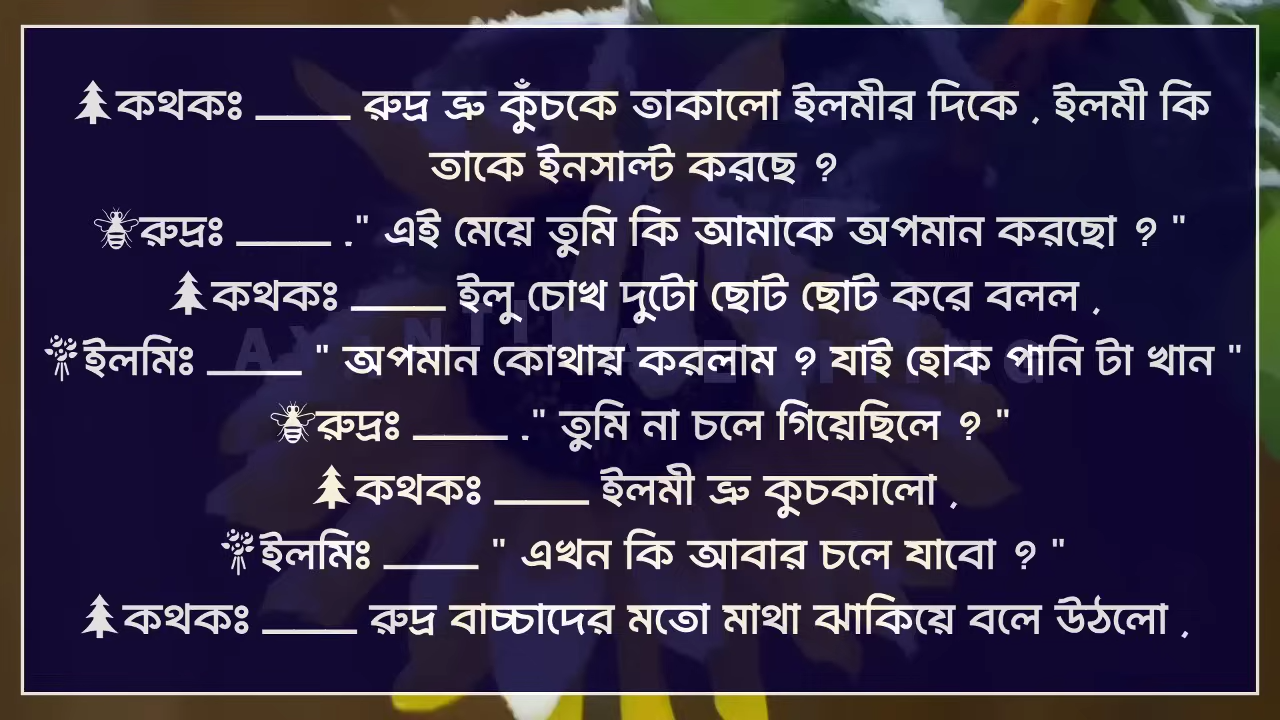 🌲কথকঃ ____ রুদ্র ভ্রু কুঁচকে তাকালো ইলমীর দিকে , ইলমী কি
তাকে ইনসাল্ট করছে ?
🐝রুদ্রঃ ____ ." এই মেয়ে তুমি কি আমাকে অপমান করছো ? "
🌲কথকঃ ____ ইলু চোখ দুটো ছোট ছোট করে বলল ,
💐ইলমিঃ ____ " অপমান কোথায় করলাম ? যাই হোক পানি টা খান "
🐝রুদ্রঃ ____ ." তুমি না চলে গিয়েছিলে ? "
🌲কথকঃ ____ ইলমী ভ্রু কুচকালো ,
💐ইলমিঃ ____ " এখন কি আবার চলে যাবো ? "
🌲কথকঃ ____ রুদ্র বাচ্চাদের মতো মাথা ঝাকিয়ে বলে উঠলো ,